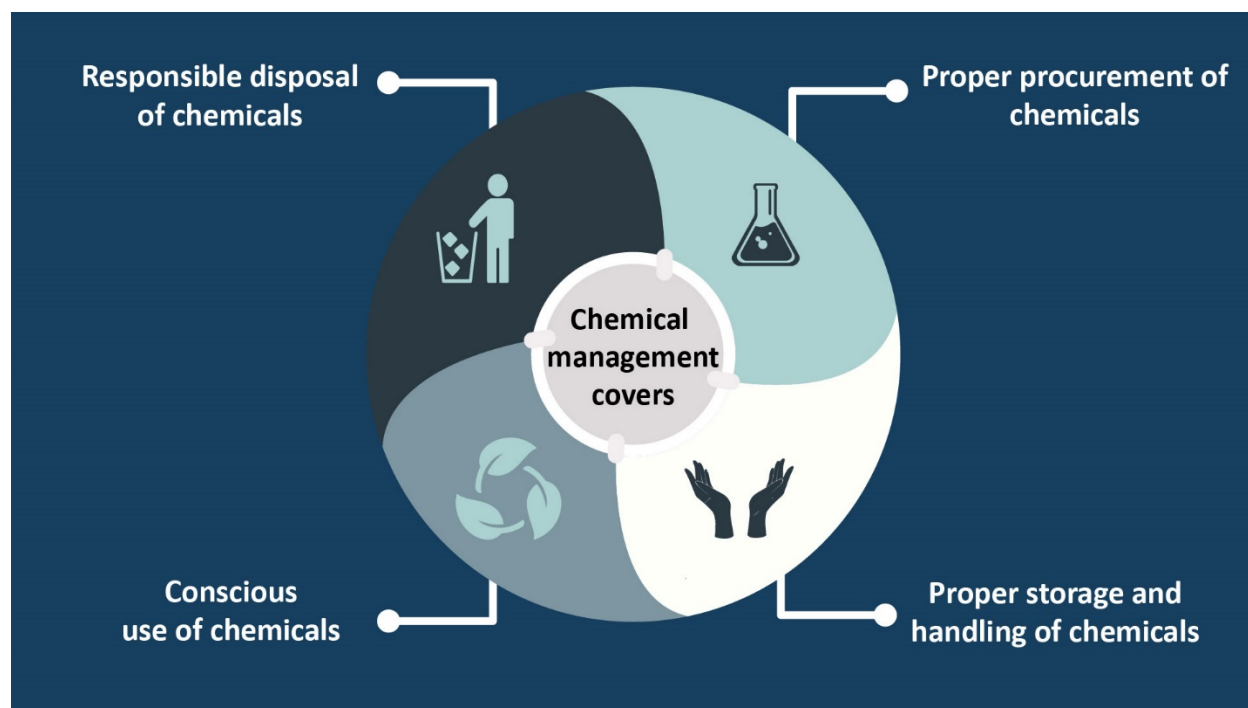 Responsible disposal
of chemicals
Proper procurement of
chemicals
Chemical
management
covers
Conscious
use of chemicals
Proper storage and
handling of chemicals